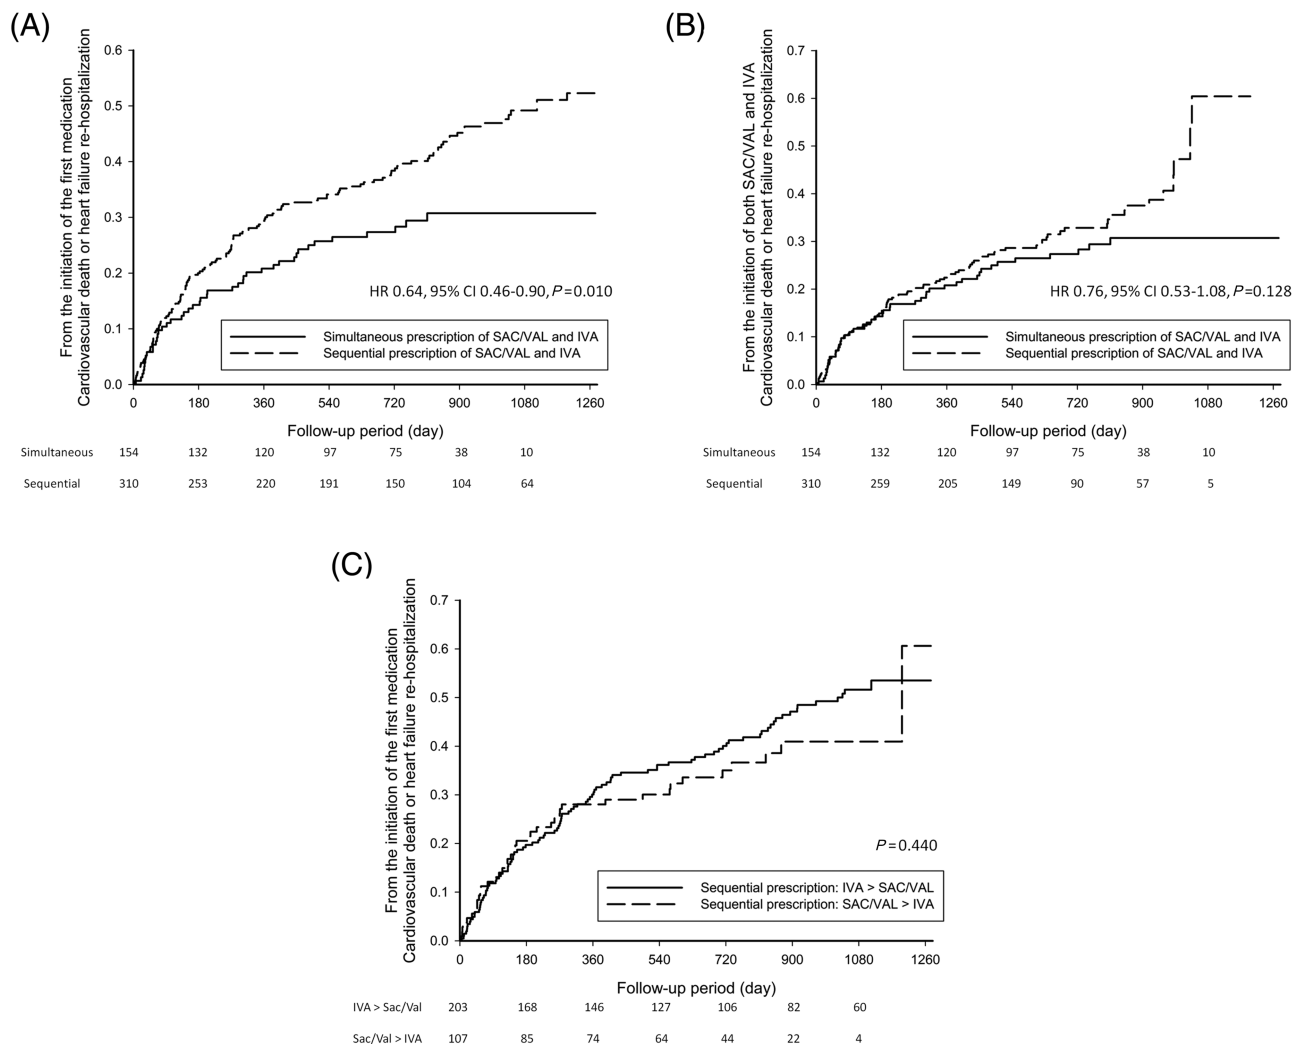 (A)
From the initiation of the first medication
Cardiovascular death or heart failure re-hospitalization
0.6
0.5
0.4
0.3
0.2
0.1
0.0
HR 0.64, 95% CI 0.46-0.90, P=0.010
Simultaneous prescription of SAC/VAL and IVA
Sequential prescription of SAC/VAL and IVA
0 180 360 540 720 900 1080 1260
Follow-up period (day)
Simultaneous 154 132 120 97 75 38 10
Sequential 310 253 220 191 150 104 64
(B)
From the initiation of both SAC/VAL and IVA
Cardiovascular death or heart failure re-hospitalization
0.7
0.6
0.5
0.4
0.3
0.2
0.1
0.0
HR 0.76, 95% CI 0.53-1.08, P=0.128
Simultaneous prescription of SAC/VAL and IVA
Sequential prescription of SAC/VAL and IVA
0 180 360 540 720 900 1080 1260
Follow-up period (day)
Simultaneous 154 132 120 97 75 38 10
Sequential 310 259 205 149 90 57 5
(C)
From the initiation of the first medication
Cardiovascular death or heart failure re-hospitalization
0.7
0.6
0.5
0.4
0.3
0.2
0.1
0.0
P=0.440
Sequential prescription: IVA > SAC/VAL
Sequential prescription: SAC/VAL > IVA
0 180 360 540 720 900 1080 1260
Follow-up period (day)
IVA > Sac/Val 203 168 146 127 106 82 60
Sac/Val > IVA 107 85 74 64 44 22 4